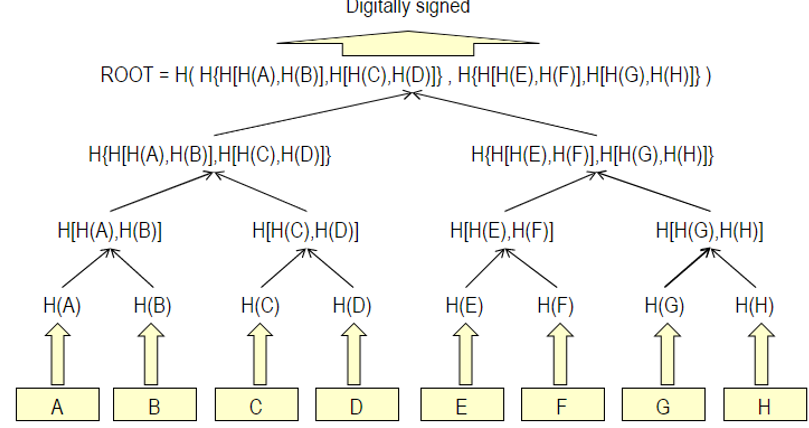 Digitally signed
ROOT = H( H{H[H(A),H(B)],H[H(C),H(D)]} , H{H[H(E),H(F)],H[H(G),H(H)]} )
H{H[H(A),H(B)],H[H(C),H(D)]} H{H[H(E),H(F)],H[H(G),H(H)]}
H[H(A),H(B)] H[H(C),H(D)] H[H(E),H(F)] H[H(G),H(H)]
H(A) H(B) H(C) H(D) H(E) H(F) H(G) H(H)
A B C D E F G H